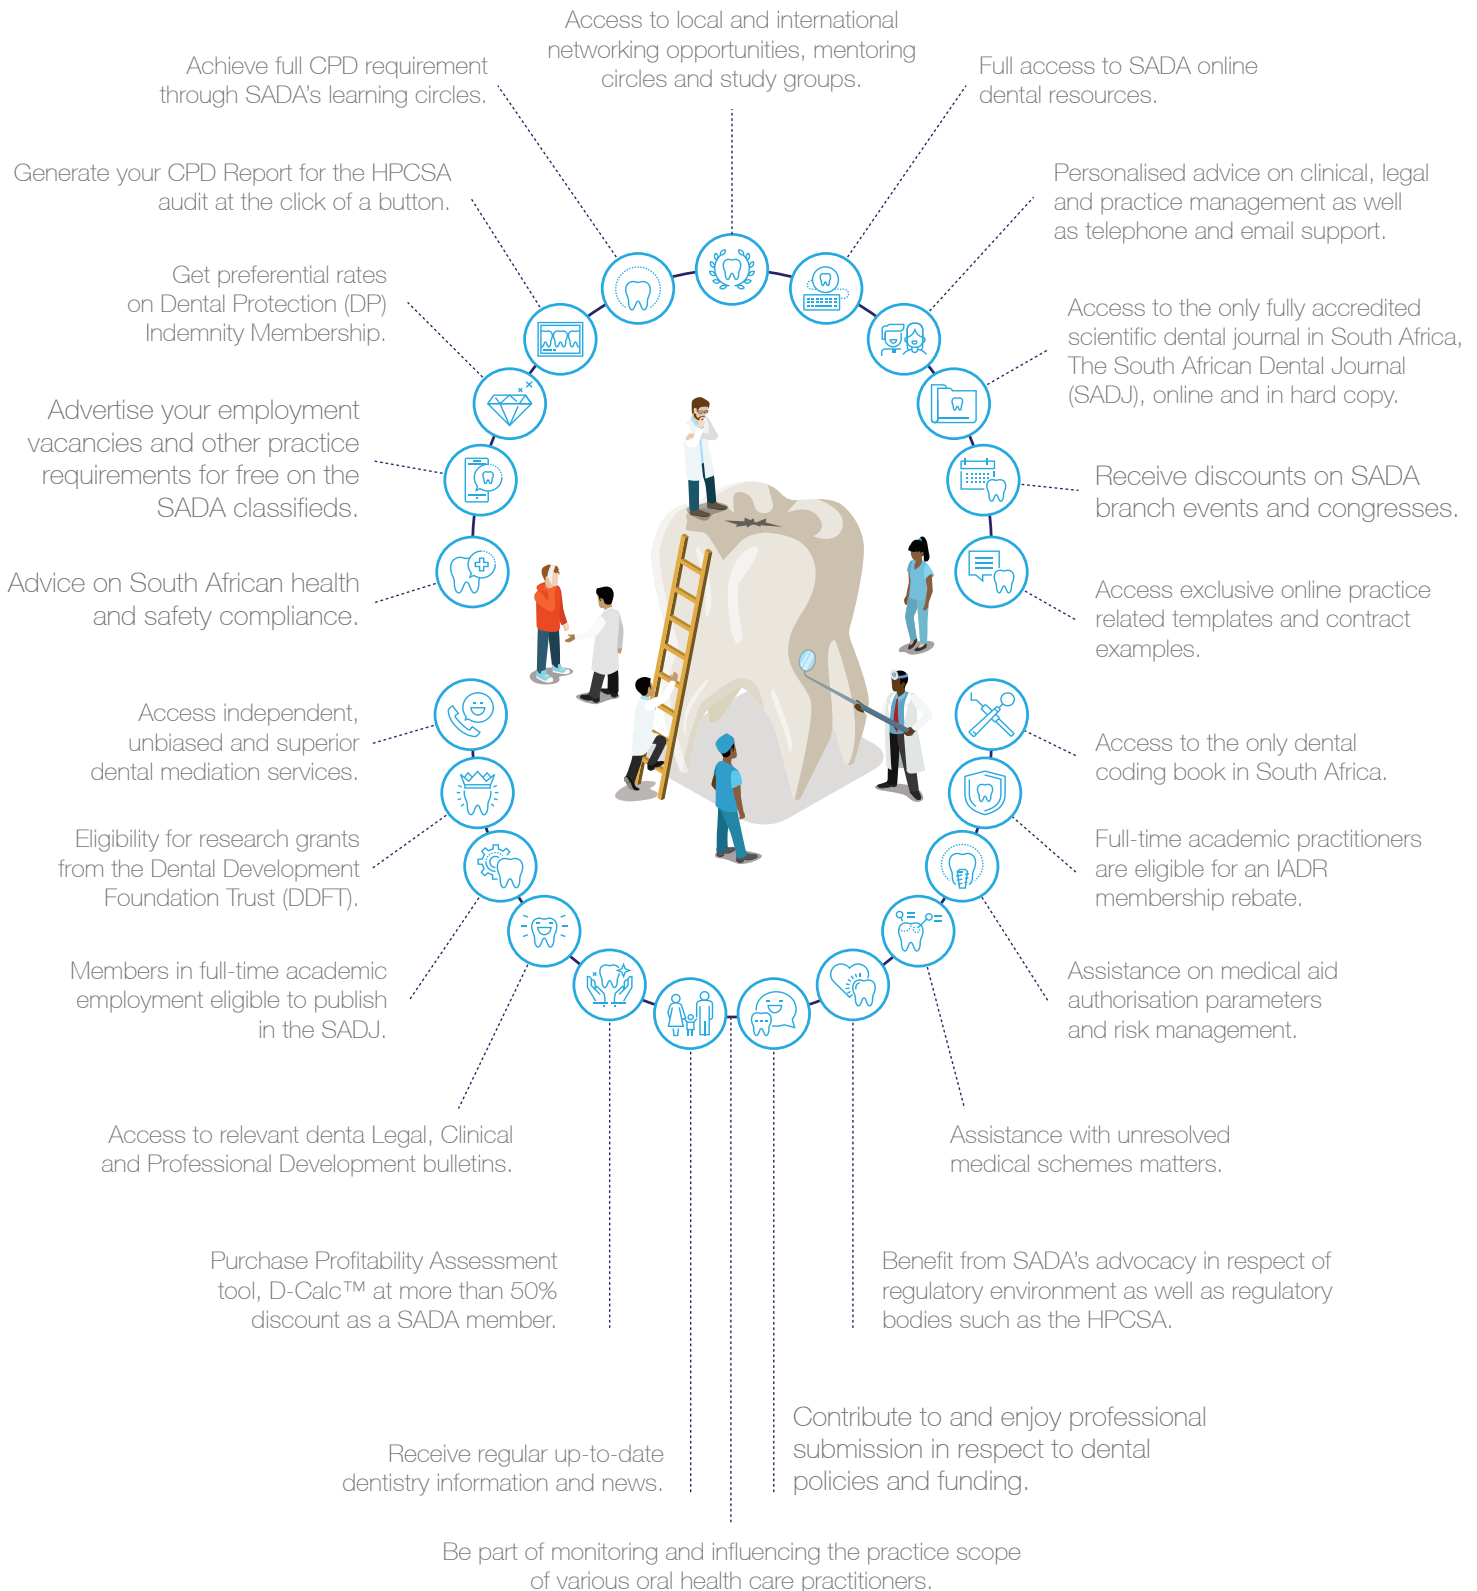 Access to local and international
networking opportunities, mentoring
circles and study groups.
Achieve full CPD requirement
through SADA's learning circles.
Full access to SADA online
dental resources.
Generate your CPD Report for the HPCSA
audit at the click of a button.
Personalised advice on clinical, legal
and practice management as well
as telephone and email support.
Get preferential rates
on Dental Protection (DP)
Indemnity Membership.
Access to the only fully accredited
scientific dental journal in South Africa,
The South African Dental Journal
(SADJ), online and in hard copy.
Advertise your employment
vacancies and other practice
requirements for free on the
SADA classifieds.
Receive discounts on SADA
branch events and congresses.
Advice on South African health
and safety compliance.
Access exclusive online practice
related templates and contract
examples.
Access independent,
unbiased and superior
dental mediation services.
Access to the only dental
coding book in South Africa.
Eligibility for research grants
from the Dental Development
Foundation Trust (DDFT).
Full-time academic practitioners
are eligible for an IADR
membership rebate.
Members in full-time academic
employment eligible to publish
in the SADJ.
Assistance on medical aid
authorisation parameters
and risk management.
Access to relevant denta Legal, Clinical
and Professional Development bulletins.
Assistance with unresolved
medical schemes matters.
Purchase Profitability Assessment
tool, D-Calc™ at more than 50%
discount as a SADA member.
Benefit from SADA's advocacy in respect of
regulatory environment as well as regulatory
bodies such as the HPCSA.
Receive regular up-to-date
dentistry information and news.
Contribute to and enjoy professional
submission in respect to dental
policies and funding.
Be part of monitoring and influencing the practice scope
of various oral health care practitioners.